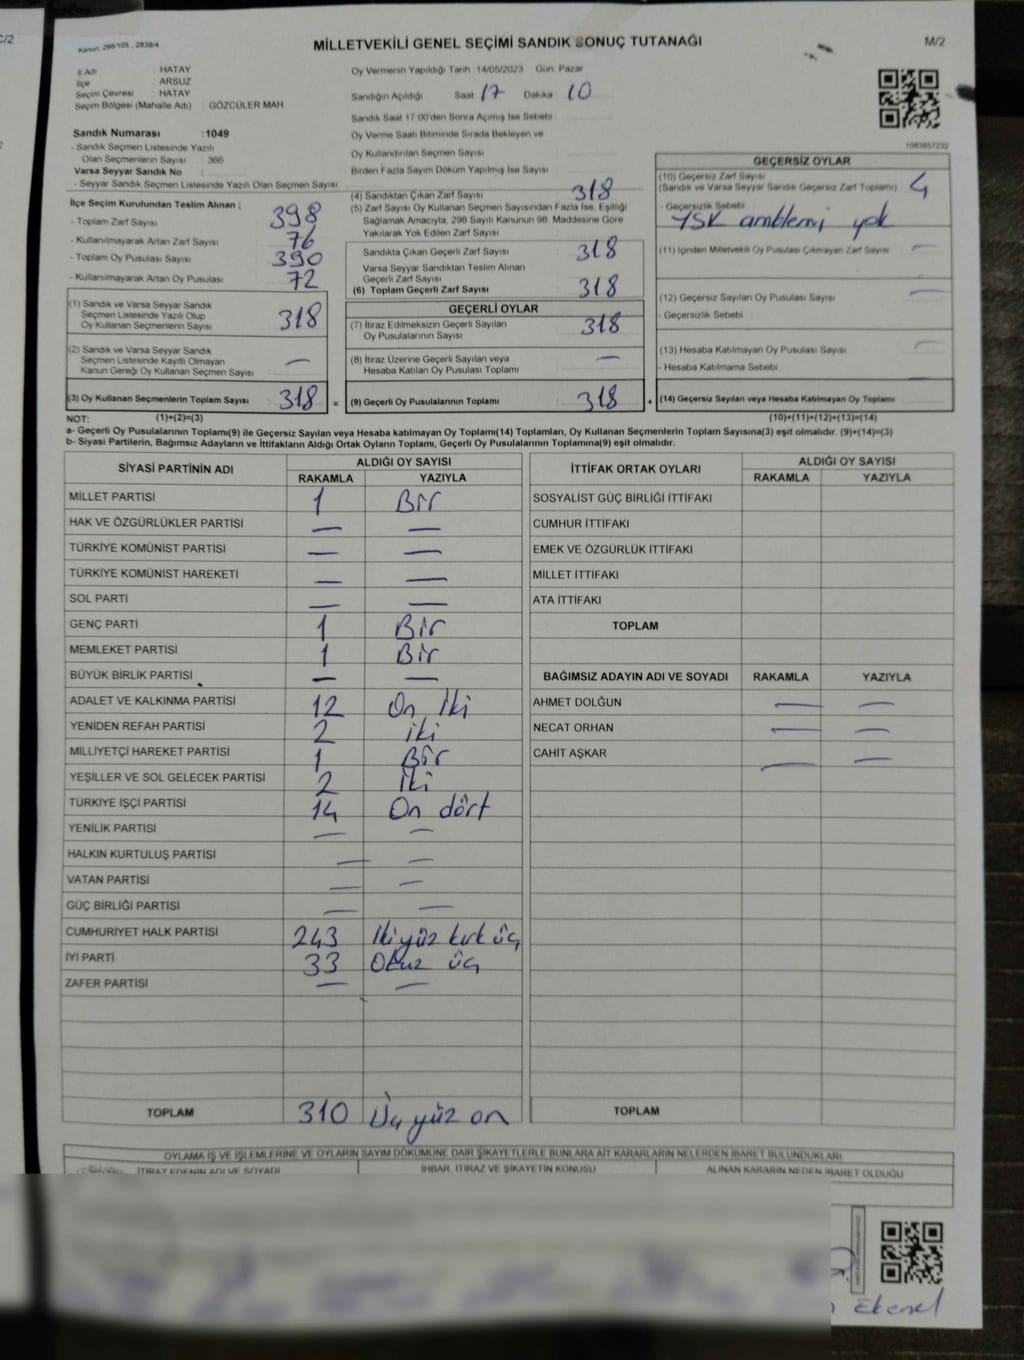 Kanun: 298/105 , 2839/4
MİLLETVEKİLİ GENEL SEÇİMİ SANDIK SONUÇ TUTANAĞI
M/2
İl Adı : HATAY
İlçe : ARSUZ
Seçim Çevresi : HATAY
Seçim Bölgesi (Mahalle Adı) : GÖZCÜLER MAH
Sandık Numarası : 1049
- Sandık Seçmen Listesinde Yazılı
Olan Seçmenlerin Sayısı : 366
Varsa Seyyar Sandık No :
- Seyyar Sandık Seçmen Listesinde Yazılı Olan Seçmen Sayısı
Oy Vermenin Yapıldığı Tarih :14/05/2023 Gün: Pazar
Sandığın Açıldığı Saat 17 Dakika 10
Sandık Saat 17:00'den Sonra Açılmış İse Sebebi
Oy Verme Saati Bitiminde Sırada Bekleyen ve
Oy Kullandırılan Seçmen Sayısı
Birden Fazla Sayım Döküm Yapılmış İse Sayısı
1083857232
İlçe Seçim Kurulundan Teslim Alınan :
- Toplam Zarf Sayısı 398
- Kullanılmayarak Artan Zarf Sayısı 76
- Toplam Oy Pusulası Sayısı 390
- Kullanılmayarak Artan Oy Pusulası 72
(1) Sandık ve Varsa Seyyar Sandık
Seçmen Listesinde Yazılı Olup
Oy Kullanan Seçmenlerin Sayısı 318
(2) Sandık ve Varsa Seyyar Sandık
Seçmen Listesinde Kayıtlı Olmayan
Kanun Gereği Oy Kullanan Seçmen Sayısı —
(3) Oy Kullanan Seçmenlerin Toplam Sayısı 318 =
(4) Sandıktan Çıkan Zarf Sayısı 318
(5) Zarf Sayısı Oy Kullanan Seçmen Sayısından Fazla İse, Eşitliği
Sağlamak Amacıyla, 298 Sayılı Kanunun 98. Maddesine Göre
Yakılarak Yok Edilen Zarf Sayısı
Sandıkta Çıkan Geçerli Zarf Sayısı 318
Varsa Seyyar Sandıktan Teslim Alınan
Geçerli Zarf Sayısı
(6) Toplam Geçerli Zarf Sayısı 318
GEÇERLİ OYLAR
(7) İtiraz Edilmeksizin Geçerli Sayılan
Oy Pusulalarının Sayısı 318
(8) İtiraz Üzerine Geçerli Sayılan veya
Hesaba Katılan Oy Pusulası Toplamı —
(9) Geçerli Oy Pusulalarının Toplamı 318 +
GEÇERSİZ OYLAR
(10) Geçersiz Zarf Sayısı
(Sandık ve Varsa Seyyar Sandık Geçersiz Zarf Toplamı) 4
- Geçersizlik Sebebi
YSK amblemi yok
(11) İçinden Milletvekili Oy Pusulası Çıkmayan Zarf Sayısı —
(12) Geçersiz Sayılan Oy Pusulası Sayısı —
- Geçersizlik Sebebi
(13) Hesaba Katılmayan Oy Pusulası Sayısı —
- Hesaba Katılmama Sebebi
(14) Geçersiz Sayılan veya Hesaba Katılmayan Oy Toplamı
NOT: (1)+(2)=(3) (10)+(11)+(12)+(13)=(14)
a- Geçerli Oy Pusulalarının Toplamı(9) ile Geçersiz Sayılan veya Hesaba katılmayan Oy Toplamı(14) Toplamları, Oy Kullanan Seçmenlerin Toplam Sayısına(3) eşit olmalıdır. (9)+(14)=(3)
b- Siyasi Partilerin, Bağımsız Adayların ve İttifakların Aldığı Ortak Oyların Toplamı, Geçerli Oy Pusulalarının Toplamına(9) eşit olmalıdır.
SİYASİ PARTİNİN ADI ALDIĞI OY SAYISI
RAKAMLA YAZIYLA
MİLLET PARTİSİ 1 Bir
HAK VE ÖZGÜRLÜKLER PARTİSİ — —
TÜRKİYE KOMÜNİST PARTİSİ — —
TÜRKİYE KOMÜNİST HAREKETİ — —
SOL PARTİ — —
GENÇ PARTİ 1 Bir
MEMLEKET PARTİSİ 1 Bir
BÜYÜK BİRLİK PARTİSİ — —
ADALET VE KALKINMA PARTİSİ 12 On iki
YENİDEN REFAH PARTİSİ 2 iki
MİLLİYETÇİ HAREKET PARTİSİ 1 Bir
YEŞİLLER VE SOL GELECEK PARTİSİ 2 İki
TÜRKİYE İŞÇİ PARTİSİ 14 On dört
YENİLİK PARTİSİ — —
HALKIN KURTULUŞ PARTİSİ — —
VATAN PARTİSİ — —
GÜÇ BİRLİĞİ PARTİSİ — —
CUMHURİYET HALK PARTİSİ 243 İkiyüz kırk üç
İYİ PARTİ 33 Otuz üç
ZAFER PARTİSİ — —
TOPLAM 310 Üç yüz on
İTTİFAK ORTAK OYLARI ALDIĞI OY SAYISI
RAKAMLA YAZIYLA
SOSYALİST GÜÇ BİRLİĞİ İTTİFAKI
CUMHUR İTTİFAKI
EMEK VE ÖZGÜRLÜK İTTİFAKI
MİLLET İTTİFAKI
ATA İTTİFAKI
TOPLAM
BAĞIMSIZ ADAYIN ADI VE SOYADI RAKAMLA YAZIYLA
AHMET DOLĞUN — —
NECAT ORHAN — —
CAHİT AŞKAR — —
TOPLAM
OYLAMA İŞ VE İŞLEMLERİNE VE OYLARIN SAYIM DÖKÜMÜNE DAİR ŞİKAYETLERLE BUNLARA AİT KARARLARIN NELERDEN İBARET BULUNDUKLARI
İTİRAZ EDENİN ADI VE SOYADI İHBAR, İTİRAZ VE ŞİKAYETİN KONUSU ALINAN KARARIN NEDEN İBARET OLDUĞU